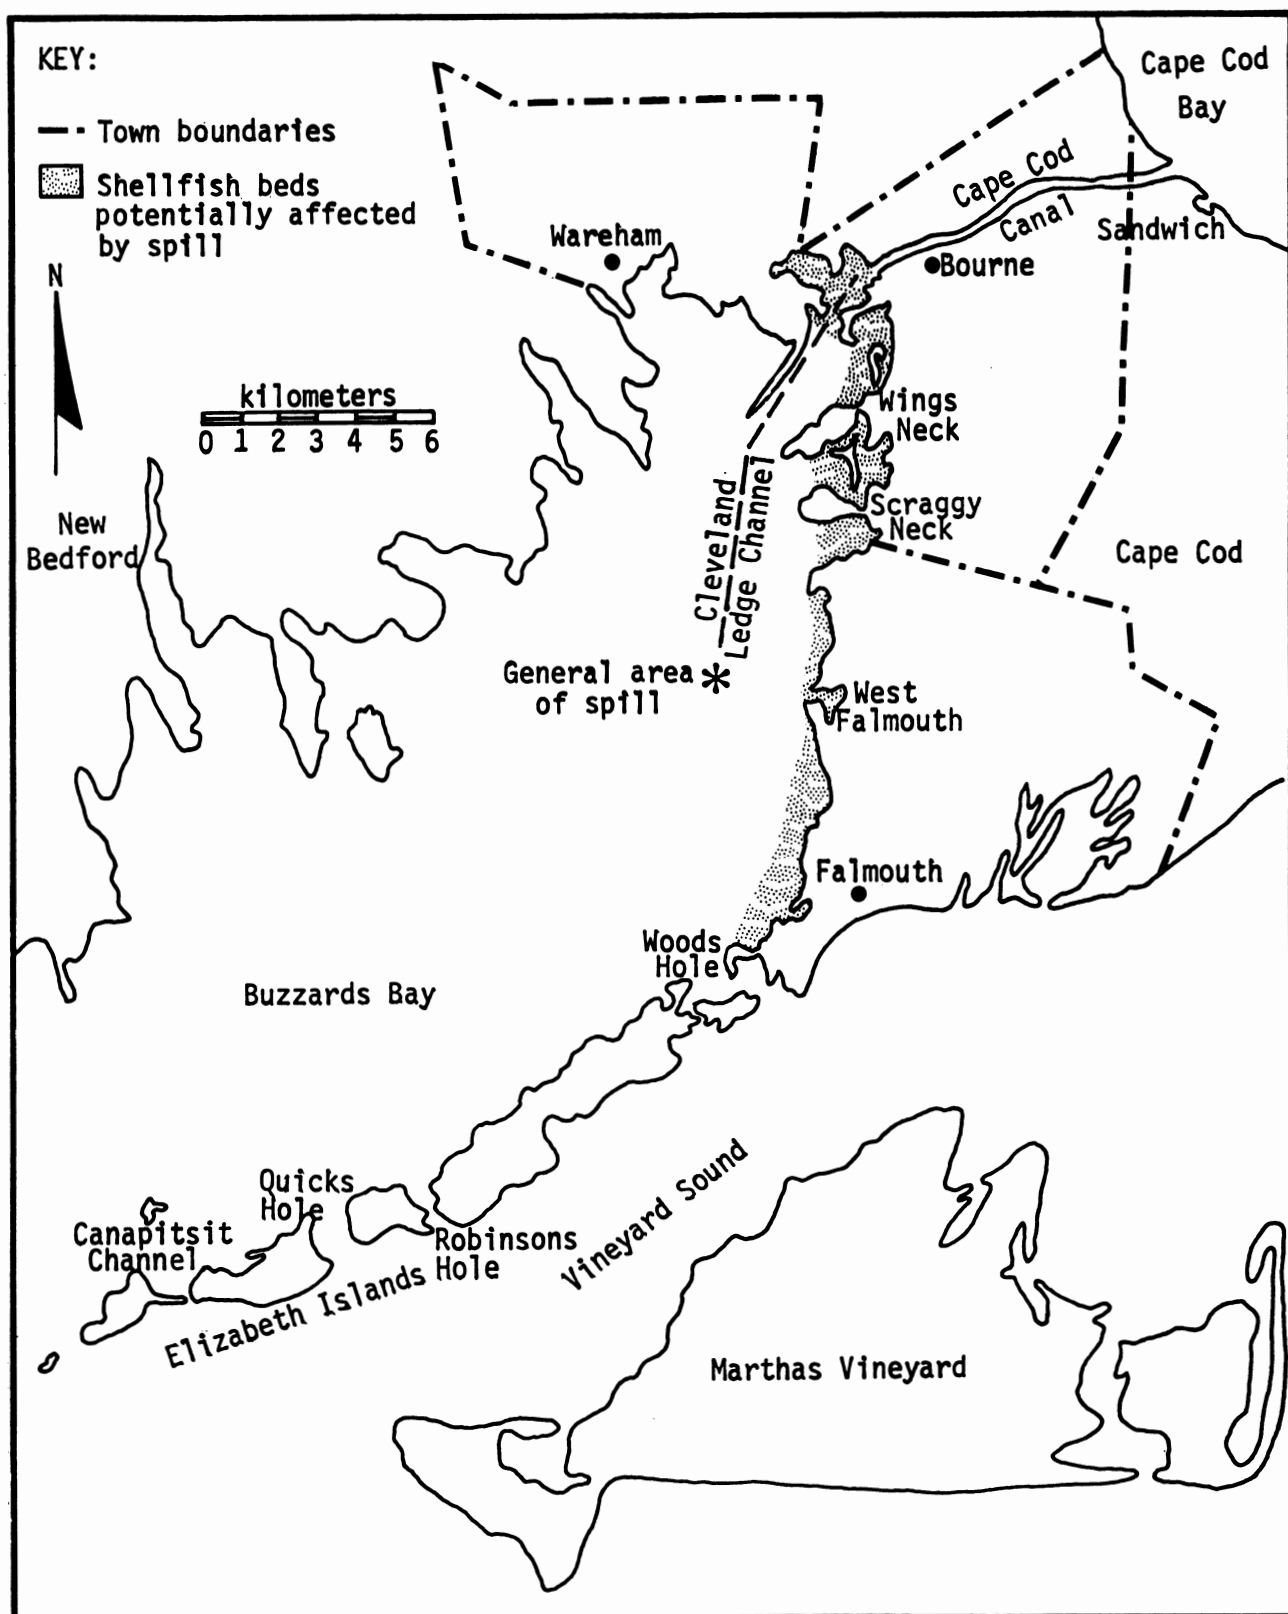 KEY:
Town boundaries
Shellfish beds
potentially affected
by spill
N
kilometers
0 1 2 3 4 5 6
Cape Cod
Bay
Cape Cod
Canal
Sandwich
Wareham
Bourne
Wings
Neck
Scraggy
Neck
Cape Cod
New
Bedford
Cleveland
Ledge Channel
General area
of spill
West
Falmouth
Falmouth
Woods
Hole
Buzzards Bay
Quicks
Hole
Canapitsit
Channel
Robinsons
Hole
Elizabeth Islands
Vineyard Sound
Marthas Vineyard